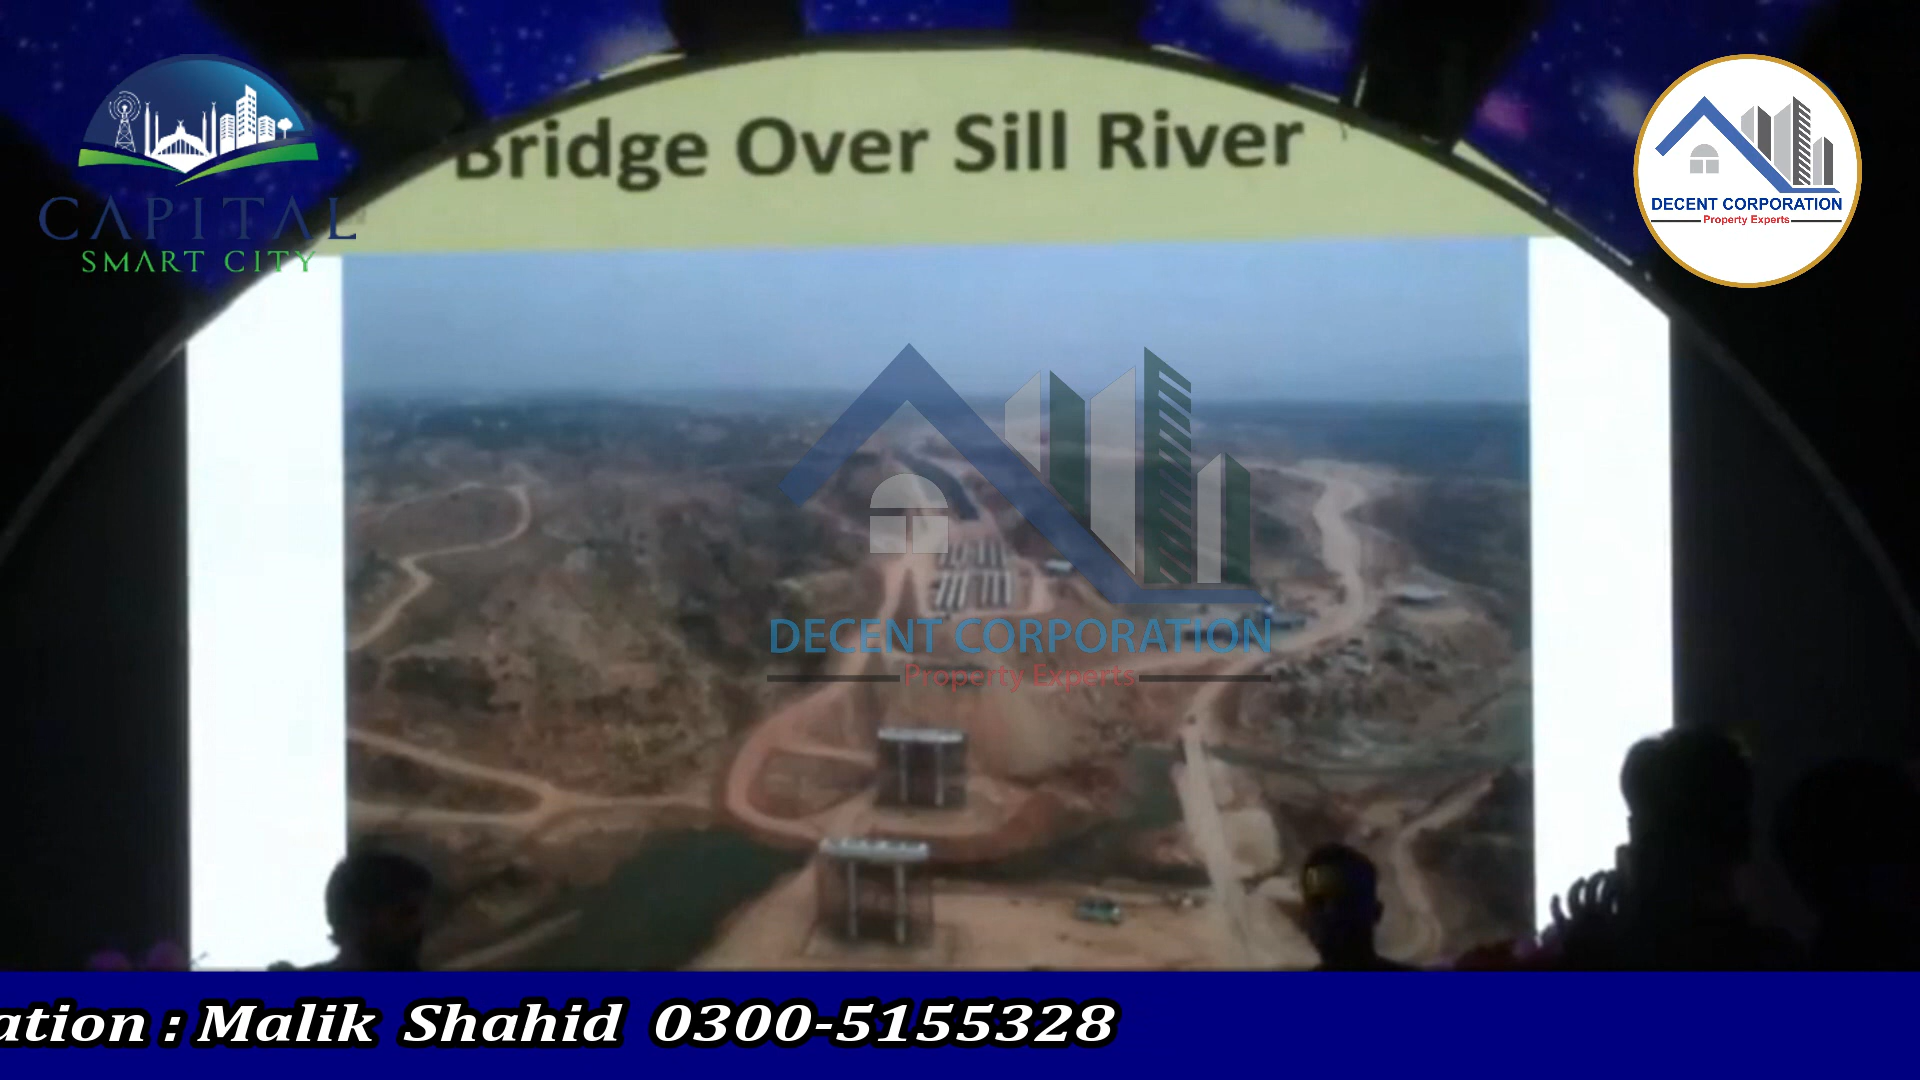 Bridge Over Sill River
CAPITAL
SMART CITY
DECENT CORPORATION
Property Experts
DECENT CORPORATION
Property Experts
ation : Malik Shahid 0300-5155328